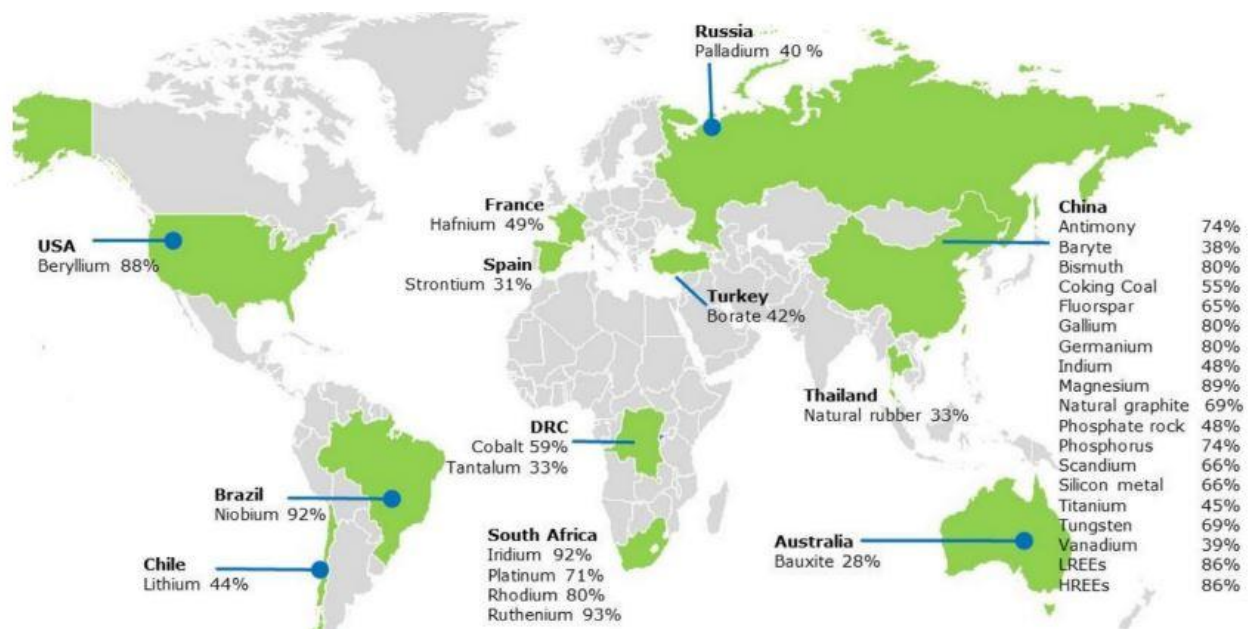 Russia
Palladium 40 %
France
Hafnium 49%
USA
Beryllium 88%
Spain
Strontium 31%
Turkey
Borate 42%
China
Antimony 74%
Baryte 38%
Bismuth 80%
Coking Coal 55%
Fluorspar 65%
Gallium 80%
Germanium 80%
Indium 48%
Magnesium 89%
Natural graphite 69%
Phosphate rock 48%
Phosphorus 74%
Scandium 66%
Silicon metal 66%
Titanium 45%
Tungsten 69%
Vanadium 39%
LREEs 86%
HREEs 86%
Thailand
Natural rubber 33%
DRC
Cobalt 59%
Tantalum 33%
Brazil
Niobium 92%
Chile
Lithium 44%
South Africa
Iridium 92%
Platinum 71%
Rhodium 80%
Ruthenium 93%
Australia
Bauxite 28%